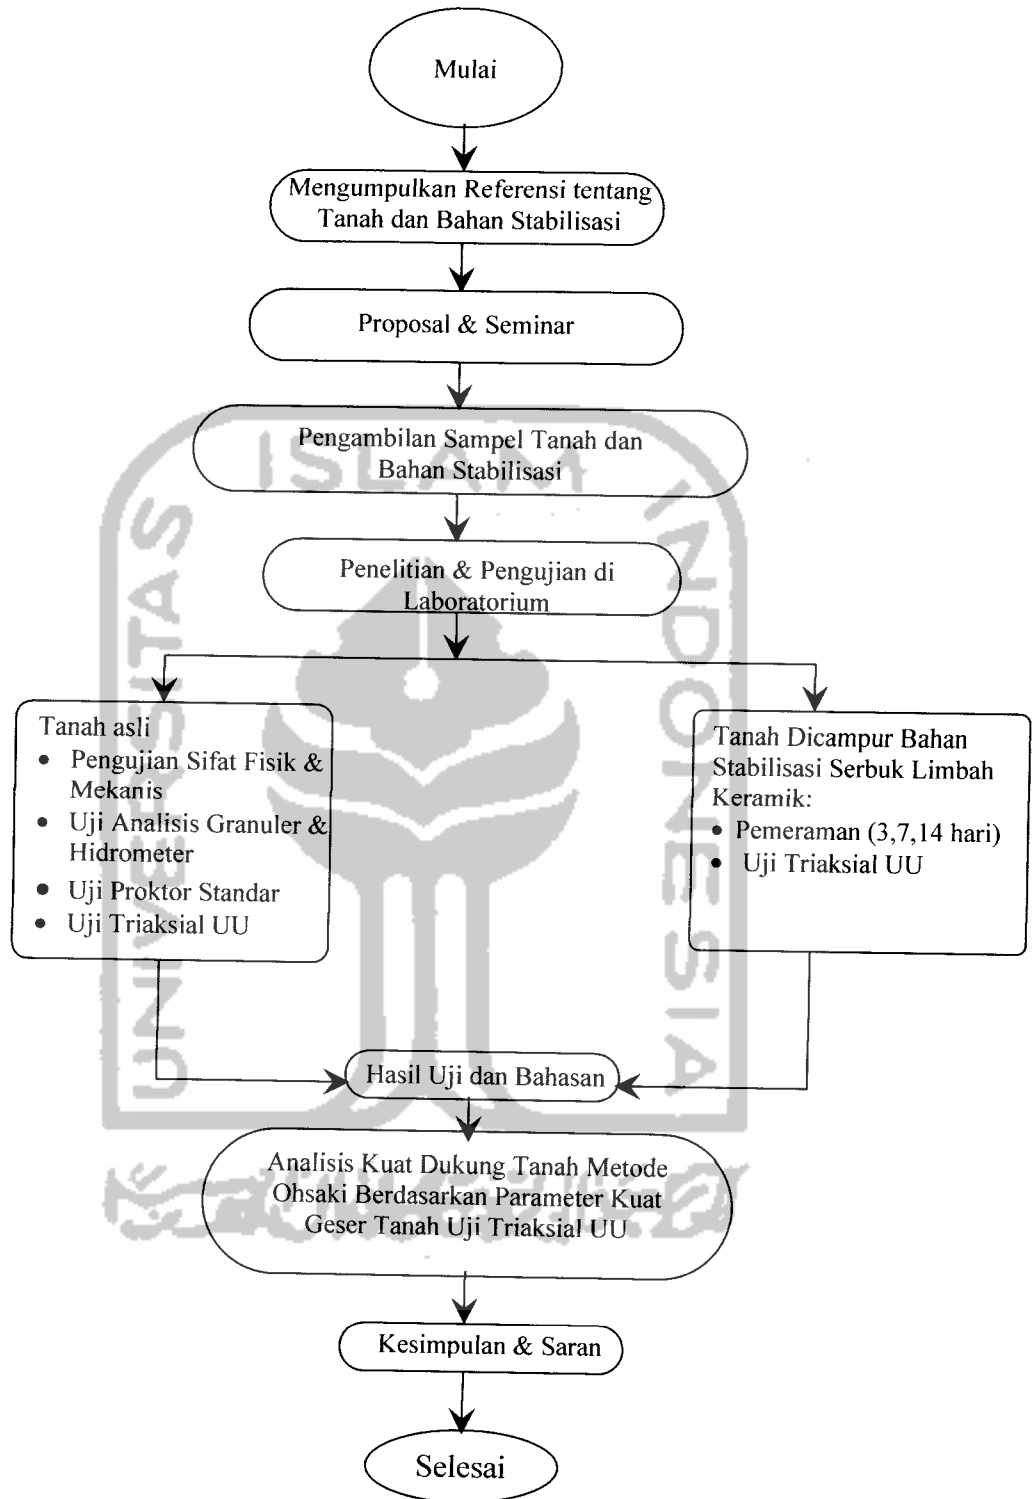 Mulai
Mengumpulkan Referensi tentang
Tanah dan Bahan Stabilisasi
Proposal & Seminar
Pengambilan Sampel Tanah dan
Bahan Stabilisasi
ISLAM
UNIVERSITAS
INDONESIA
Penelitian & Pengujian di
Laboratorium
Tanah asli
• Pengujian Sifat Fisik &
Mekanis
• Uji Analisis Granuler &
Hidrometer
• Uji Proktor Standar
• Uji Triaksial UU
Tanah Dicampur Bahan
Stabilisasi Serbuk Limbah
Keramik:
• Pemeraman (3,7,14 hari)
• Uji Triaksial UU
Hasil Uji dan Bahasan
Analisis Kuat Dukung Tanah Metode
Ohsaki Berdasarkan Parameter Kuat
Geser Tanah Uji Triaksial UU
Kesimpulan & Saran
Selesai